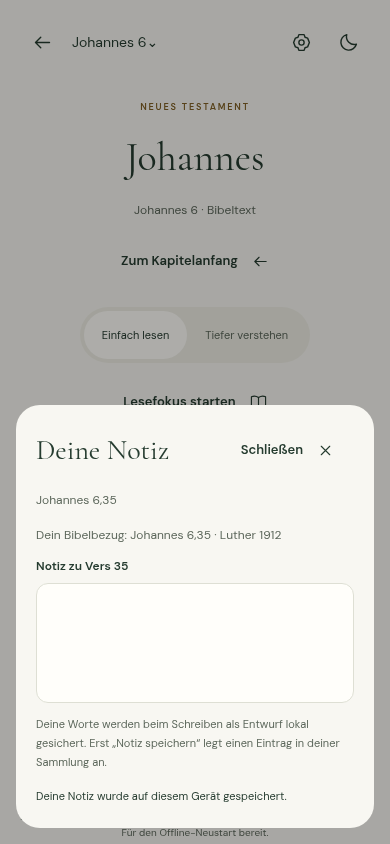 Johannes 6
NEUES TESTAMENT
Johannes
Johannes 6 · Bibeltext
Zum Kapitelanfang
Einfach lesen
Tiefer verstehen
Lesefokus starten
Deine Notiz
Schließen
Johannes 6,35
Dein Bibelbezug: Johannes 6,35 · Luther 1912
Notiz zu Vers 35
Deine Worte werden beim Schreiben als Entwurf lokal
gesichert. Erst „Notiz speichern“ legt einen Eintrag in deiner
Sammlung an.
Deine Notiz wurde auf diesem Gerät gespeichert.
Für den Offline-Neustart bereit.